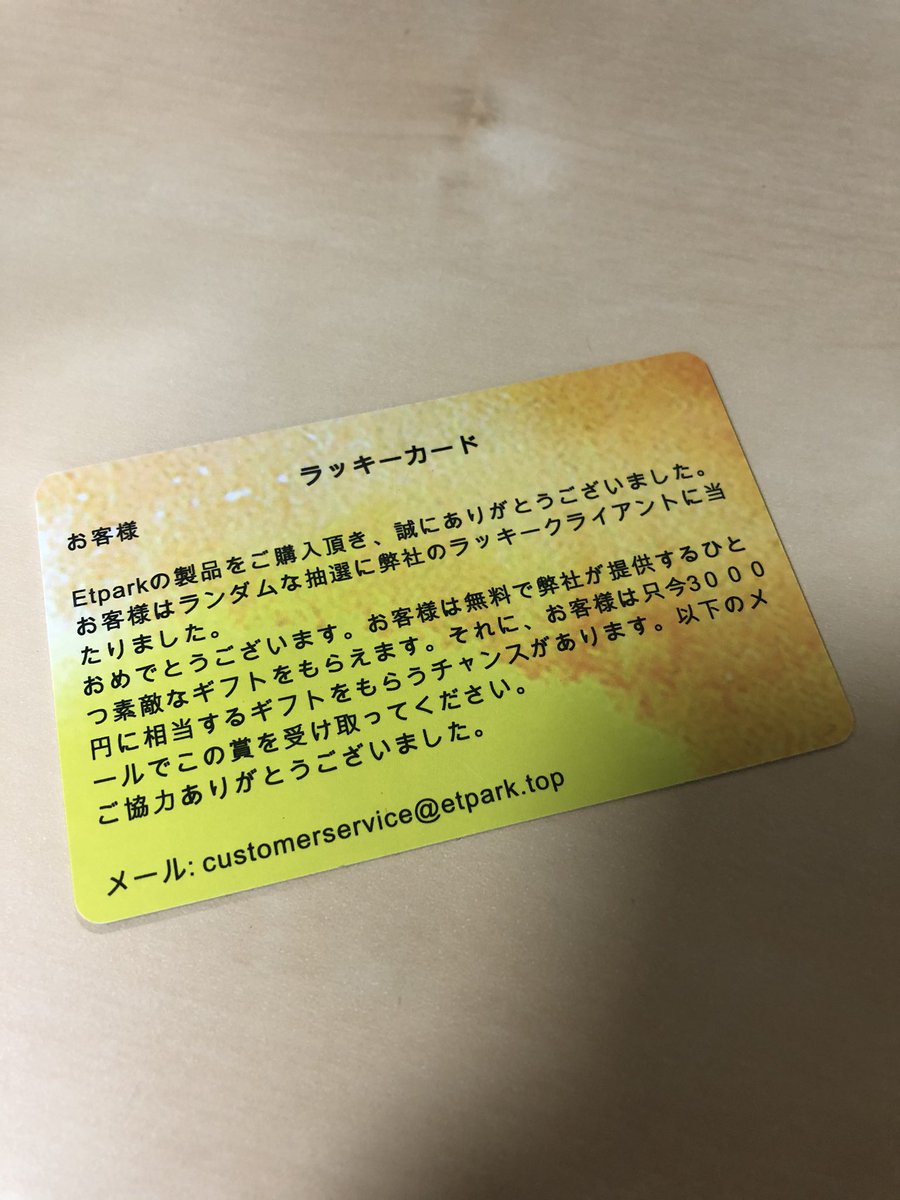 ラッキーカード
お客様
Etparkの製品をご購入頂き、誠にありがとうございました。
お客様はランダムな抽選に弊社のラッキークライアントに当
たりました。
おめでとうございます。お客様は無料で弊社が提供するひと
つ素敵なギフトをもらえます。それに、お客様は只今3０００
円に相当するギフトをもらうチャンスがあります。以下のメ
ールでこの賞を受け取ってください。
ご協力ありがとうございました。
メール: customerservice@etpark.top